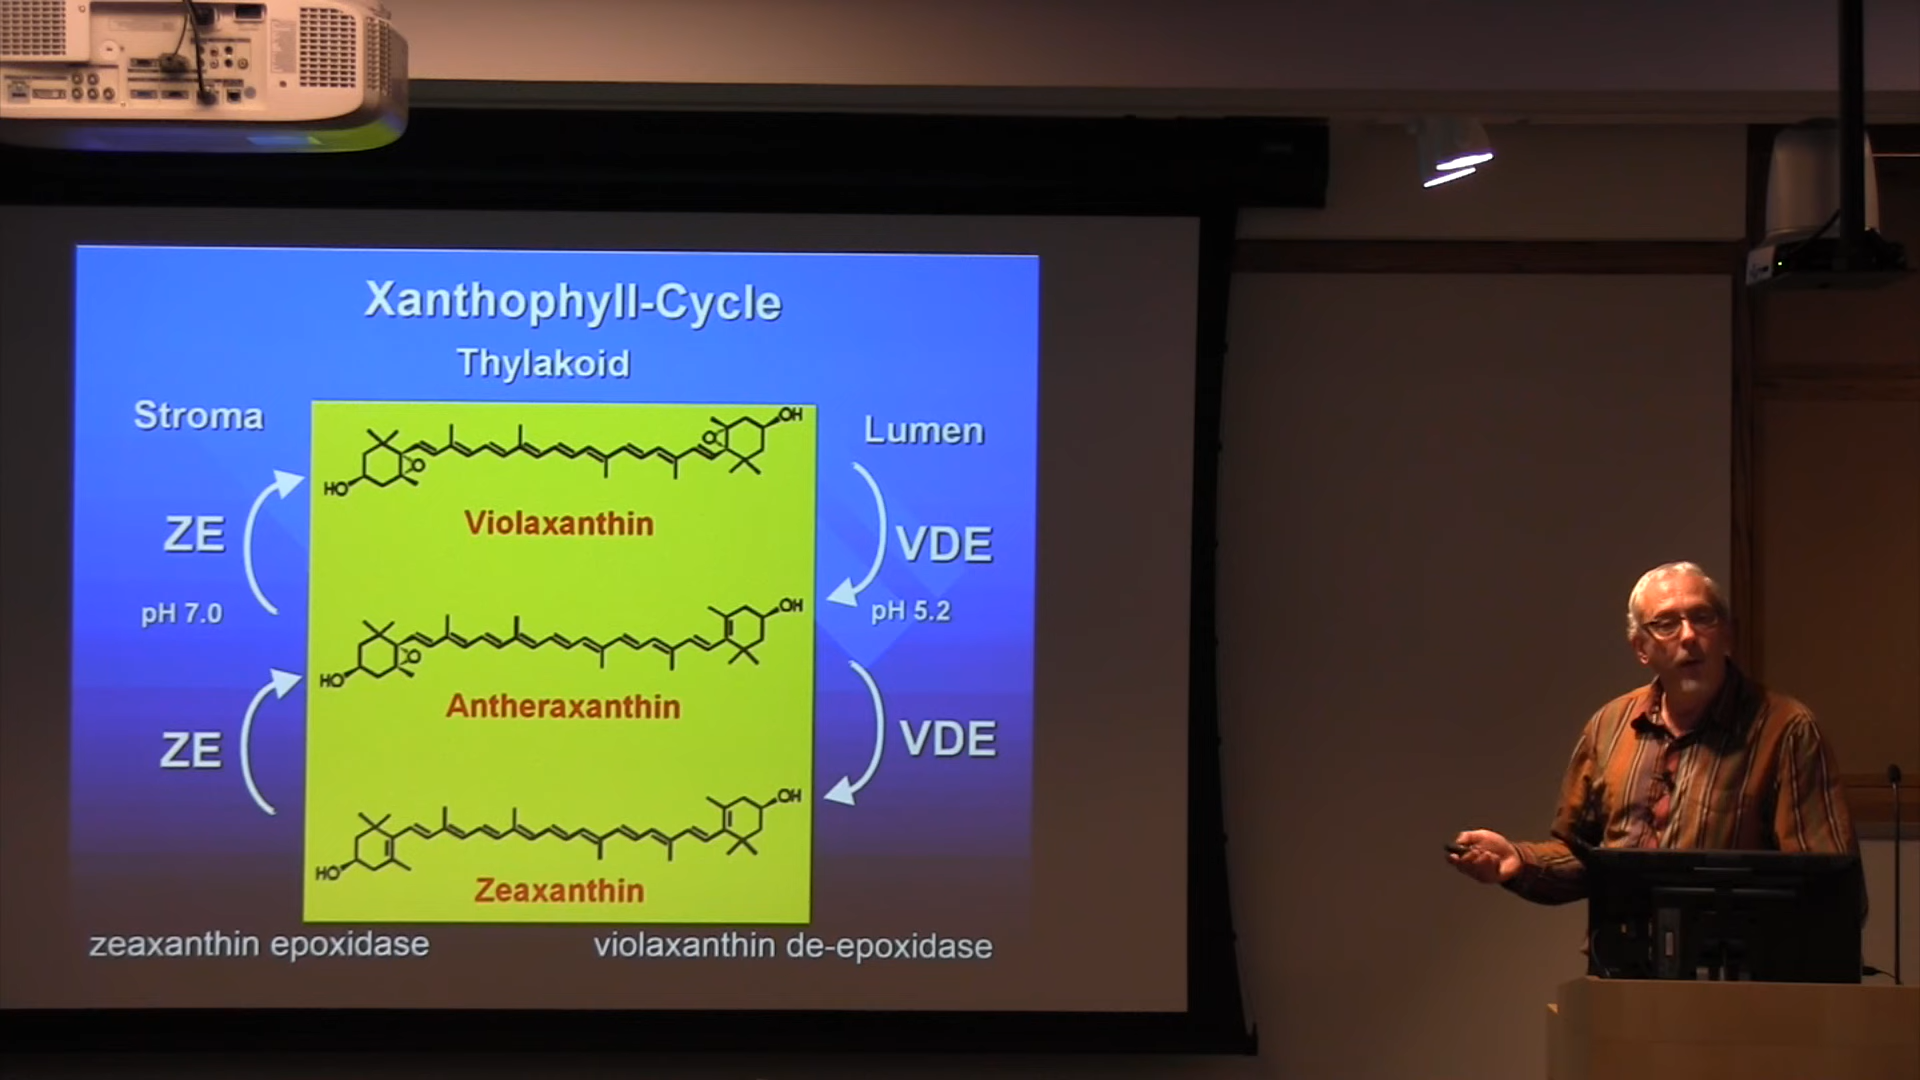 Xanthophyll-Cycle
Thylakoid
Stroma
Lumen
OH
O
O
HO
Violaxanthin
ZE
VDE
pH 7.0
pH 5.2
OH
O
HO
Antheraxanthin
ZE
VDE
OH
HO
Zeaxanthin
zeaxanthin epoxidase
violaxanthin de-epoxidase